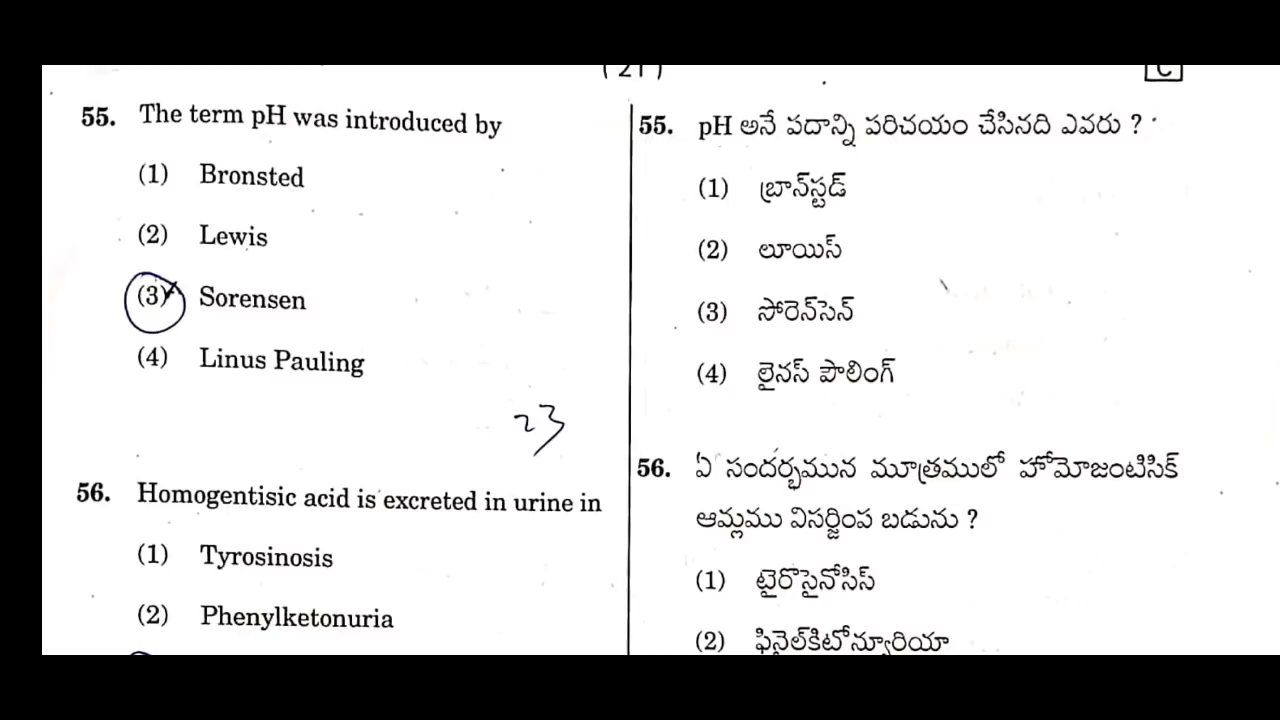 (21)
C
55. The term pH was introduced by
(1) Bronsted
(2) Lewis
(3) Sorensen
(4) Linus Pauling
23
56. Homogentisic acid is excreted in urine in
(1) Tyrosinosis
(2) Phenylketonuria
55. pH అనే పదాన్ని పరిచయం చేసినది ఎవరు ?
(1) బ్రాన్‌స్టడ్
(2) లూయిస్
(3) సోరెన్‌సెన్
(4) లైనస్ పౌలింగ్
56. ఏ సందర్భమున మూత్రములో హోమోజంటిసిక్
ఆమ్లము విసర్జింప బడును ?
(1) టైరొసైనోసిస్
(2) ఫినైల్‌కిటోన్యూరియా